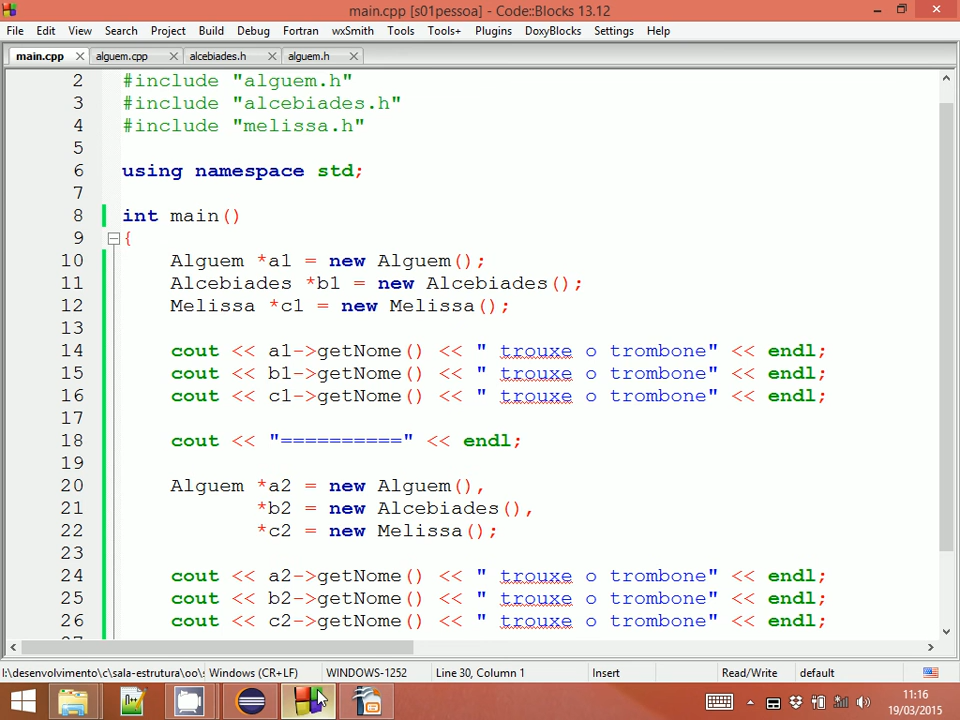 main.cpp [s01pessoa] - Code::Blocks 13.12
File Edit View Search Project Build Debug Fortran wxSmith Tools Tools+ Plugins DoxyBlocks Settings Help
main.cpp alguem.cpp alcebiades.h alguem.h
2 #include "alguem.h"
3 #include "alcebiades.h"
4 #include "melissa.h"
5
6 using namespace std;
7
8 int main()
9 {
10 Alguem *a1 = new Alguem();
11 Alcebiades *b1 = new Alcebiades();
12 Melissa *c1 = new Melissa();
13
14 cout << a1->getNome() << " trouxe o trombone" << endl;
15 cout << b1->getNome() << " trouxe o trombone" << endl;
16 cout << c1->getNome() << " trouxe o trombone" << endl;
17
18 cout << "==========" << endl;
19
20 Alguem *a2 = new Alguem(),
21 *b2 = new Alcebiades(),
22 *c2 = new Melissa();
23
24 cout << a2->getNome() << " trouxe o trombone" << endl;
25 cout << b2->getNome() << " trouxe o trombone" << endl;
26 cout << c2->getNome() << " trouxe o trombone" << endl;
I:\desenvolvimento\c\sala-estrutura\oo\s Windows (CR+LF) WINDOWS-1252 Line 30, Column 1 Insert Read/Write default
11:16
19/03/2015